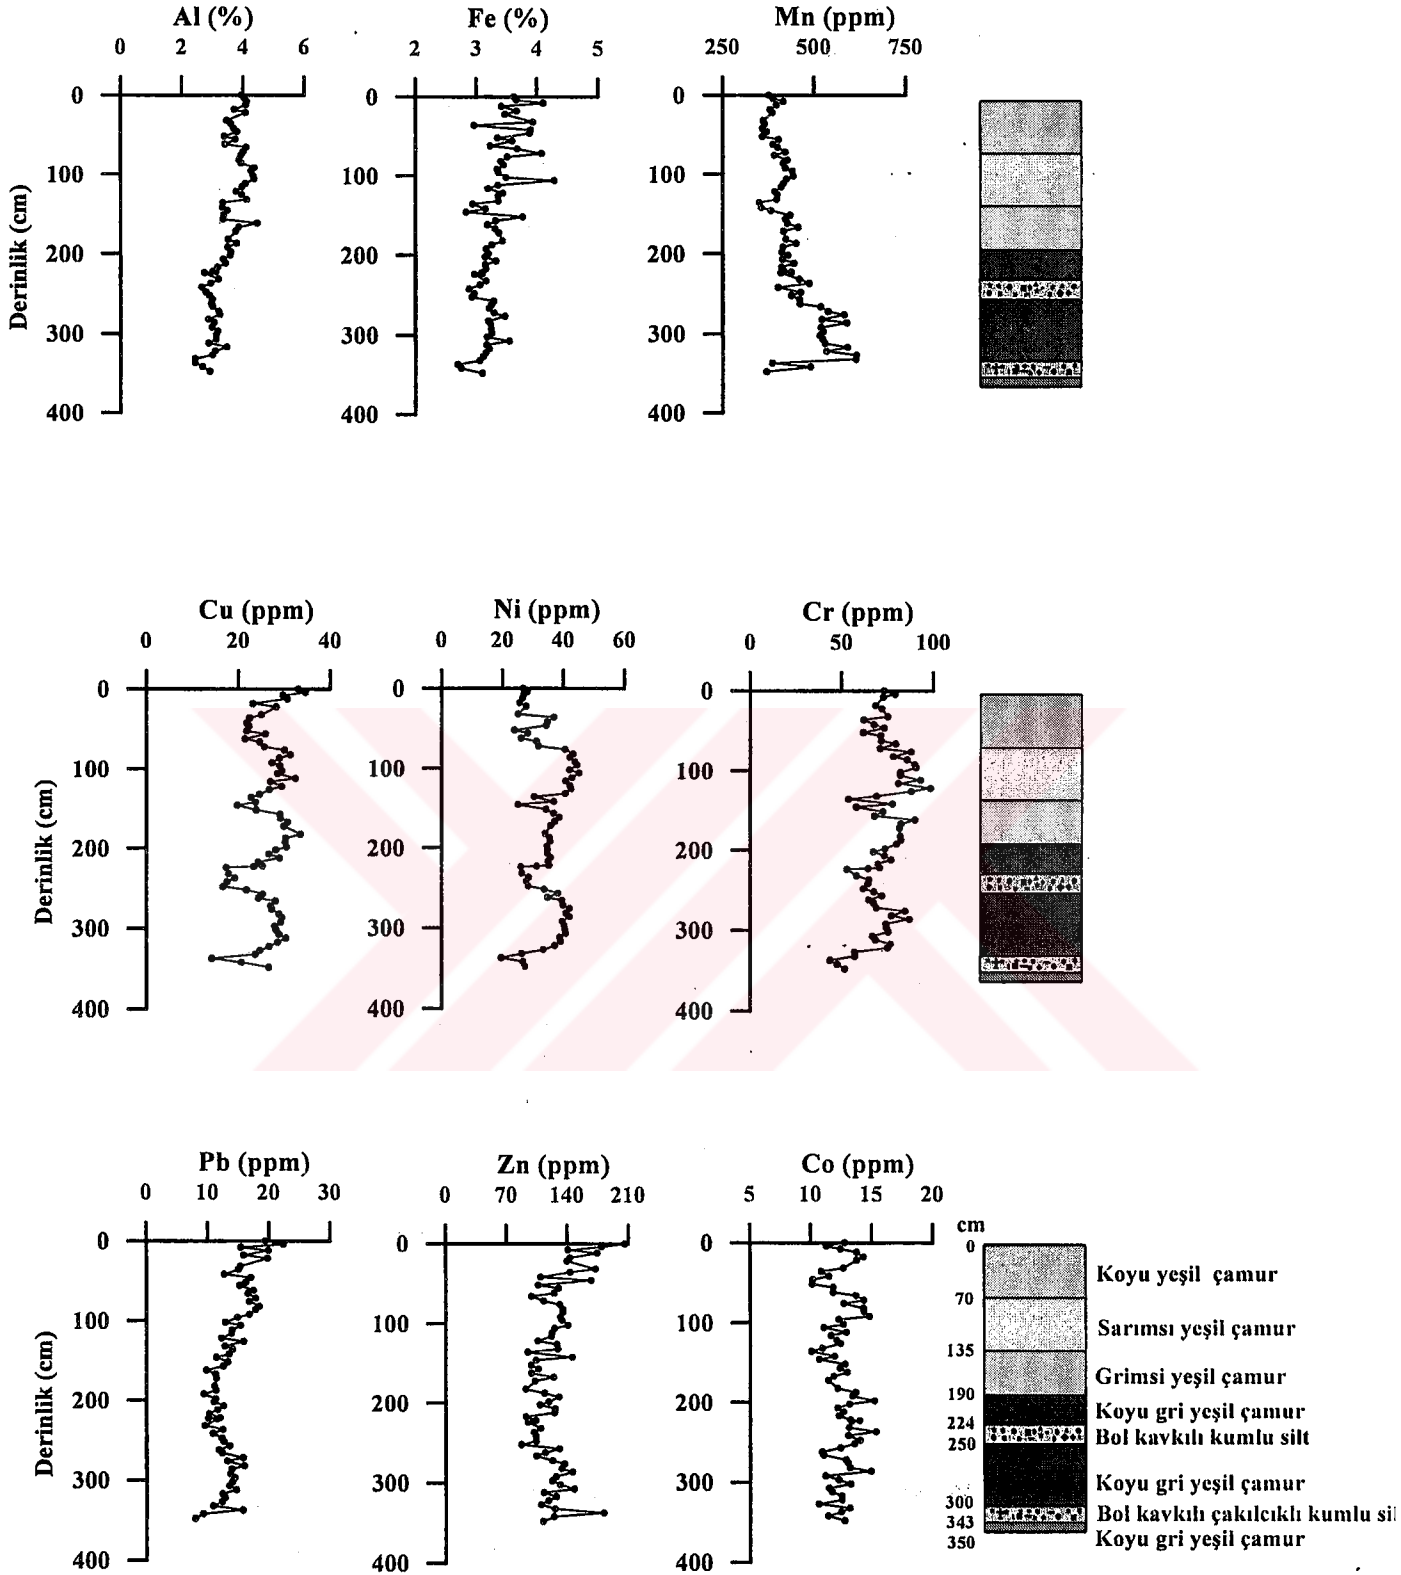 Al (%) Fe (%) Mn (ppm)
0 2 4 6 2 3 4 5 250 500 750
0 0 0
100 100 100
200 200 200
300 300 300
400 400 400
Derinlik (cm)
Cu (ppm) Ni (ppm) Cr (ppm)
0 20 40 0 20 40 60 0 50 100
0 0 0
100 100 100
200 200 200
300 300 300
400 400 400
Derinlik (cm)
Pb (ppm) Zn (ppm) Co (ppm)
0 10 20 30 0 70 140 210 5 10 15 20
cm
0 0 0 0
Koyu yeşil çamur
70
100 100 100
Sarımsı yeşil çamur
135
Grimsi yeşil çamur
190
200 200 200
Koyu gri yeşil çamur
224
Bol kavkılı kumlu silt
250
Koyu gri yeşil çamur
300 300 300
300
Bol kavkılı çakılcıklı kumlu sil
343
Koyu gri yeşil çamur
350
400 400 400
Derinlik (cm)